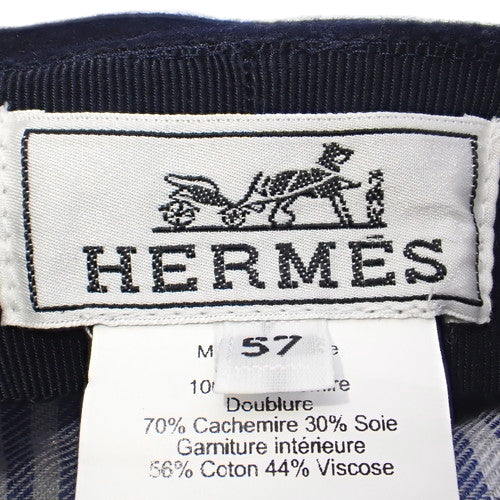 HERMÈS
57
Doublure
70% Cachemire 30% Soie
Garniture intérieure
56% Coton 44% Viscose